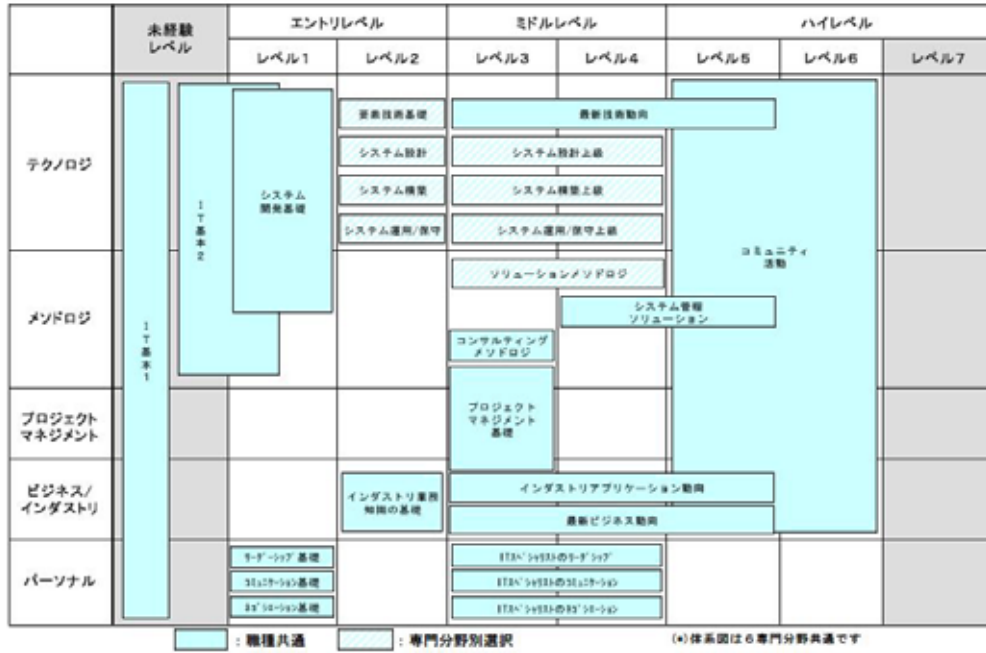 未経験
レベル
エントリレベル
ミドルレベル
ハイレベル
レベル1
レベル2
レベル3
レベル4
レベル5
レベル6
レベル7
テクノロジ
メソドロジ
プロジェクト
マネジメント
ビジネス/
インダストリ
パーソナル
IT基本1
IT基本2
システム
開発基礎
要素技術基礎
システム設計
システム構築
システム運用/保守
最新技術動向
システム設計上級
システム構築上級
システム運用/保守上級
ソリューションメソドロジ
システム管理
ソリューション
コンサルティング
メソドロジ
プロジェクト
マネジメント
基礎
コミュニティ
活動
インダストリ業務
知識の基礎
インダストリアプリケーション動向
最新ビジネス動向
リーダーシップ基礎
コミュニケーション基礎
ネゴシエーション基礎
ITスペシャリストのリーダシップ
ITスペシャリストのコミュニケーション
ITスペシャリストのネゴシエーション
:職種共通
:専門分野別選択
(*)体系図は6専門分野共通です